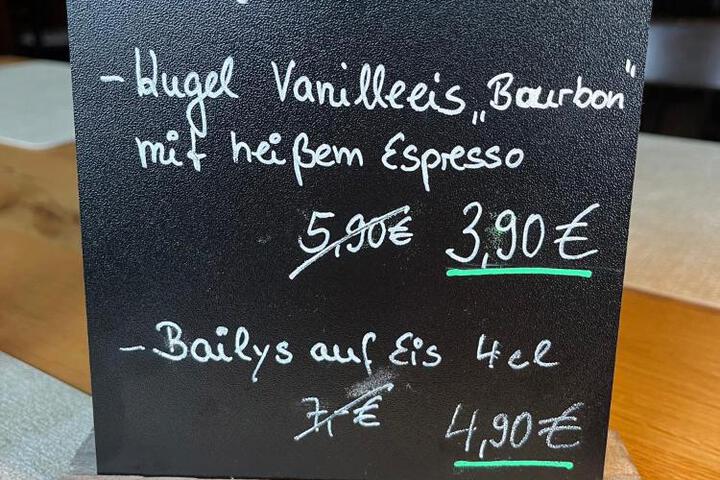 - Kugel Vanilleeis „Bourbon"
mit heißem Espresso
5,90€ 3,90€
- Bailys auf Eis 4cl
7,-€ 4,90€